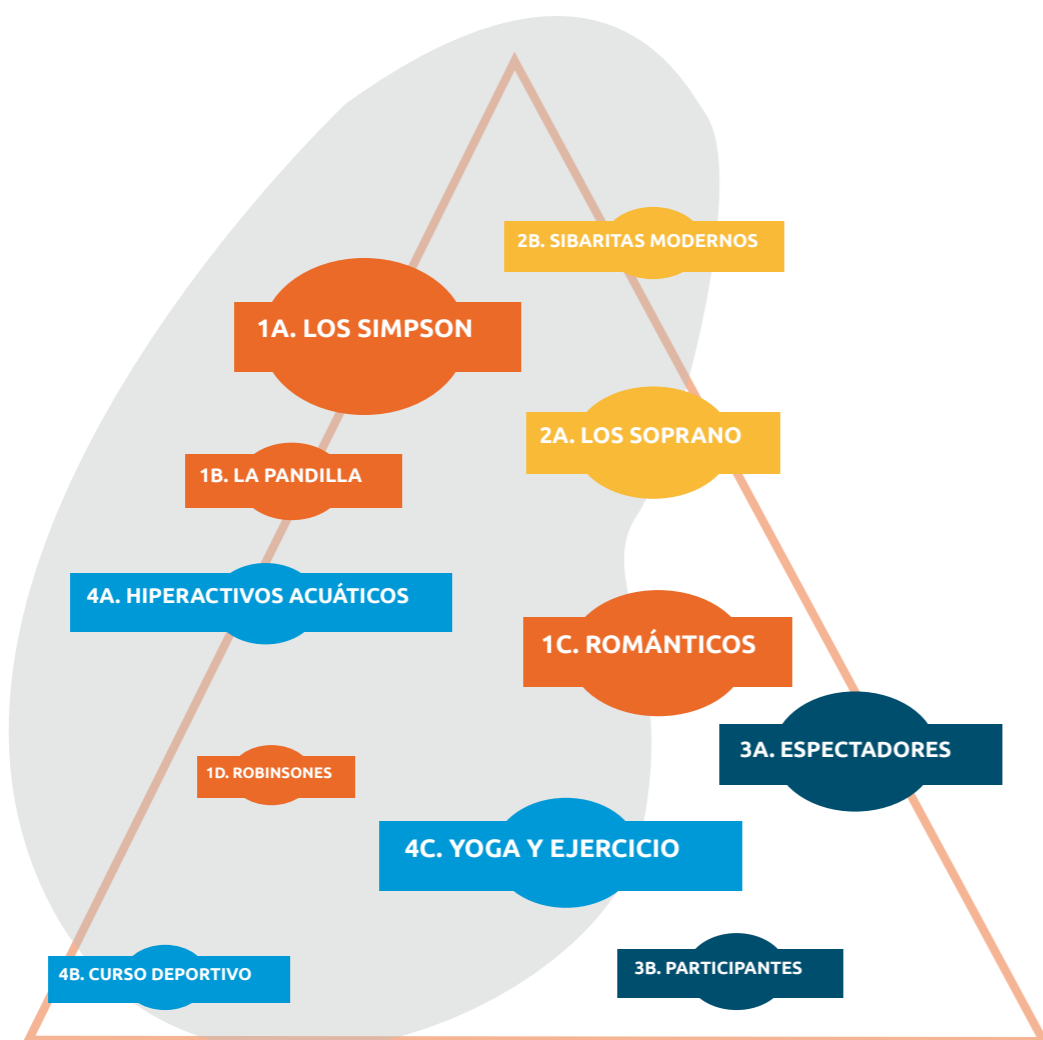 2B. SIBARITAS MODERNOS
1A. LOS SIMPSON
2A. LOS SOPRANO
1B. LA PANDILLA
4A. HIPERACTIVOS ACUÁTICOS
1C. ROMÁNTICOS
3A. ESPECTADORES
1D. ROBINSONES
4C. YOGA Y EJERCICIO
4B. CURSO DEPORTIVO
3B. PARTICIPANTES